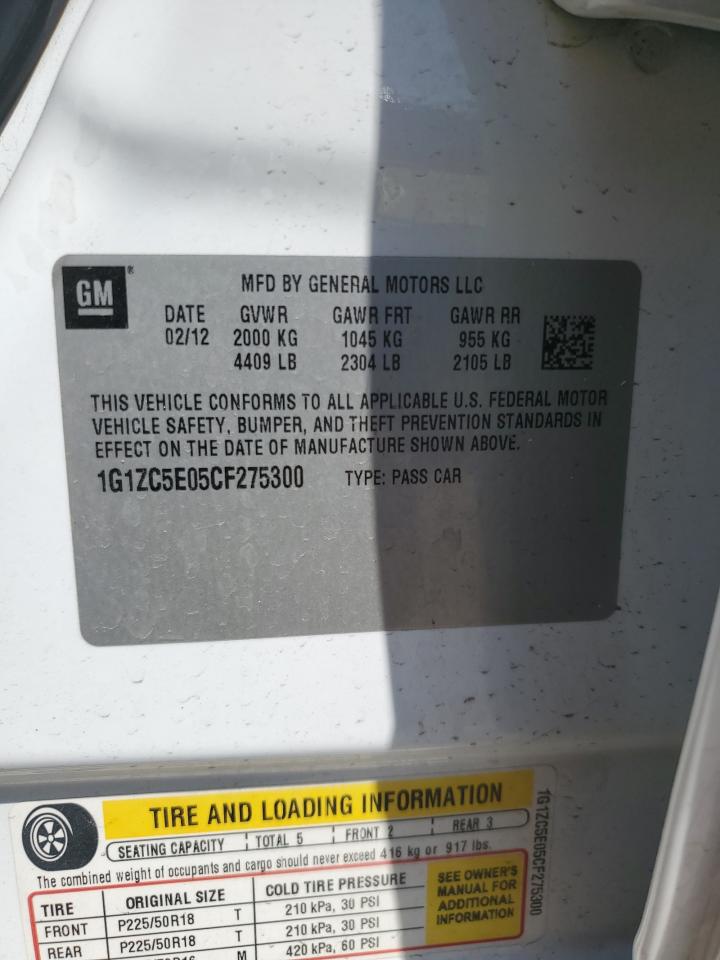 GM ®
MFD BY GENERAL MOTORS LLC
DATE GVWR GAWR FRT GAWR RR
02/12 2000 KG 1045 KG 955 KG
4409 LB 2304 LB 2105 LB
THIS VEHICLE CONFORMS TO ALL APPLICABLE U.S. FEDERAL MOTOR
VEHICLE SAFETY, BUMPER, AND THEFT PREVENTION STANDARDS IN
EFFECT ON THE DATE OF MANUFACTURE SHOWN ABOVE.
1G1ZC5E05CF275300 TYPE: PASS CAR
TIRE AND LOADING INFORMATION
SEATING CAPACITY TOTAL 5 FRONT 2 REAR 3
The combined weight of occupants and cargo should never exceed 416 kg or 917 lbs.
TIRE ORIGINAL SIZE COLD TIRE PRESSURE
FRONT P225/50R18 T 210 kPa, 30 PSI
REAR P225/50R18 T 210 kPa, 30 PSI
M 420 kPa, 60 PSI
SEE OWNER'S
MANUAL FOR
ADDITIONAL
INFORMATION
1G1ZC5E05CF275300